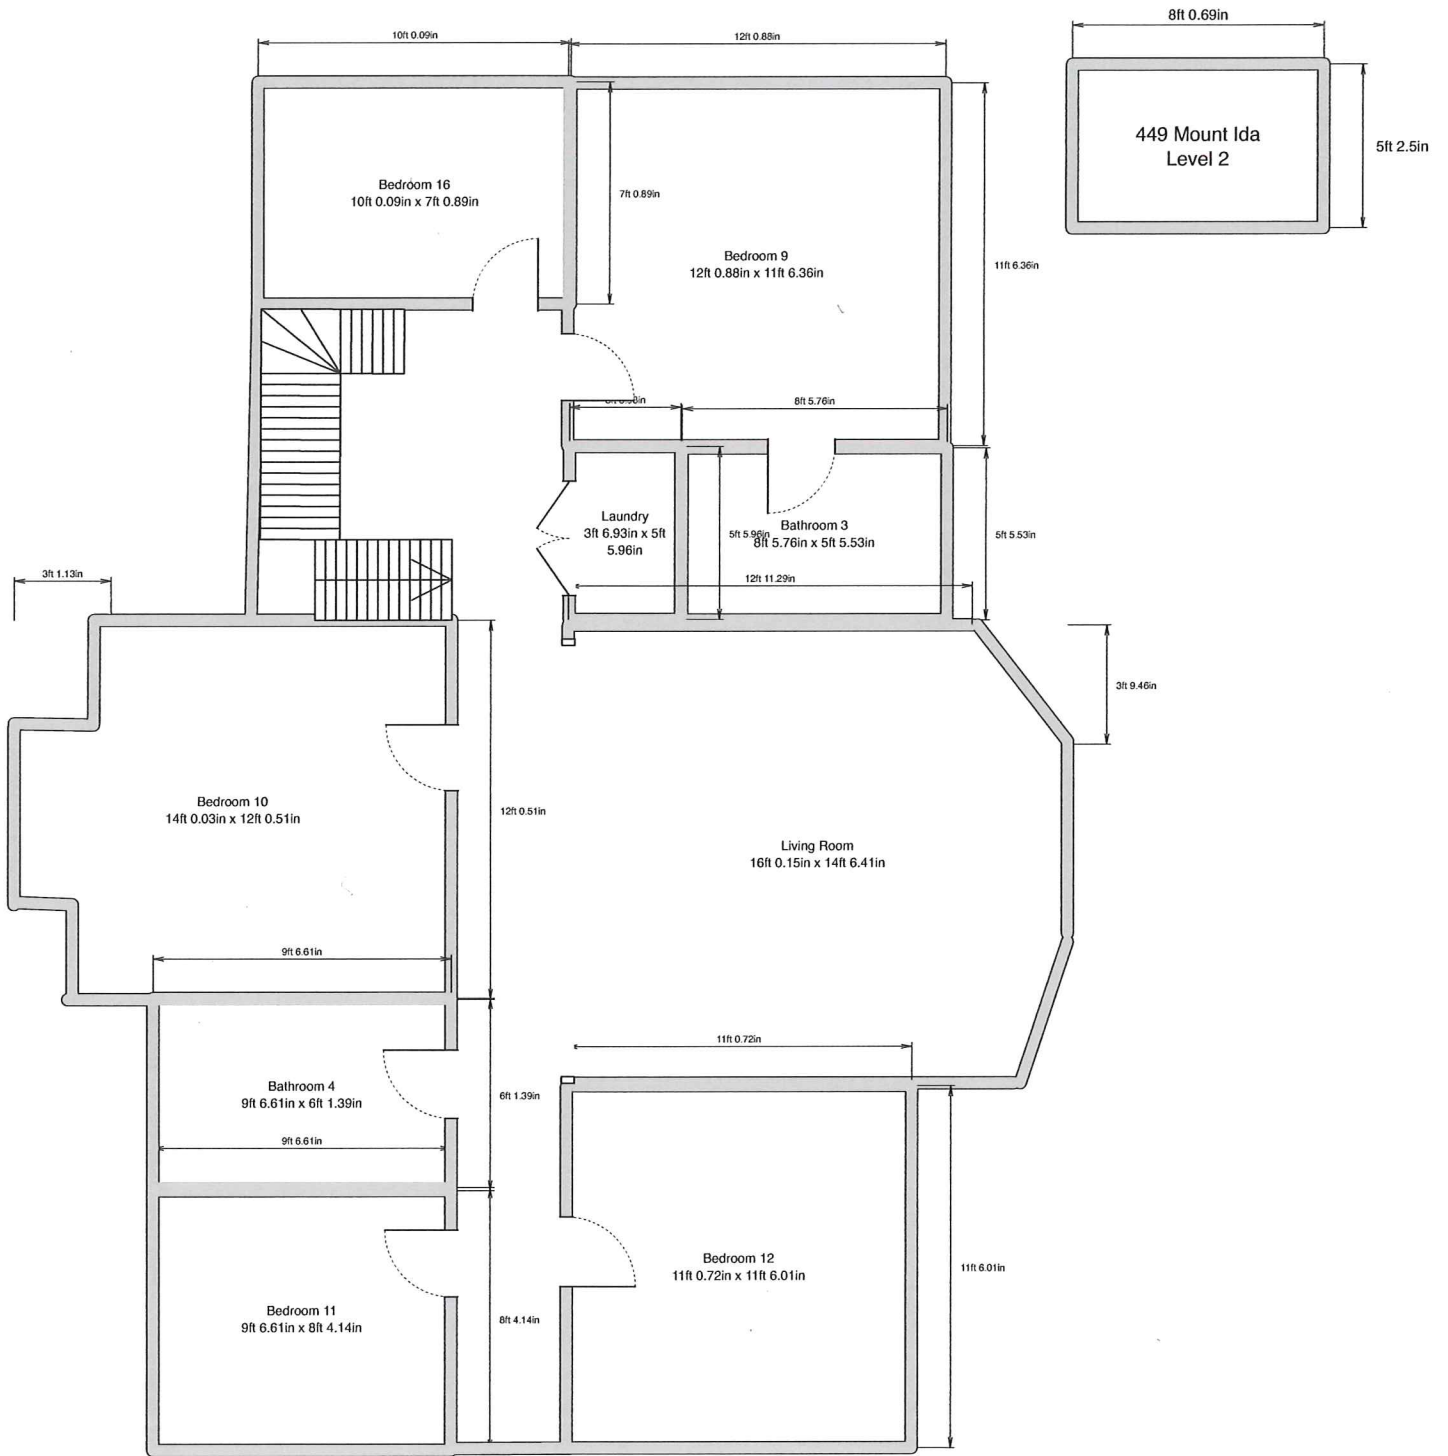 8ft 0.69in
10ft 0.09in
12ft 0.88in
449 Mount Ida
Level 2
5ft 2.5in
Bedroom 16
10ft 0.09in x 7ft 0.89in
7ft 0.89in
Bedroom 9
12ft 0.88in x 11ft 6.36in
11ft 6.36in
8ft 5.76in
Laundry
3ft 6.93in x 5ft
5.96in
5ft 5.96in
Bathroom 3
8ft 5.76in x 5ft 5.53in
5ft 5.53in
3ft 1.13in
12ft 11.29in
3ft 9.46in
Bedroom 10
14ft 0.03in x 12ft 0.51in
12ft 0.51in
Living Room
16ft 0.15in x 14ft 6.41in
9ft 6.61in
11ft 0.72in
Bathroom 4
9ft 6.61in x 6ft 1.39in
6ft 1.39in
9ft 6.61in
Bedroom 12
11ft 0.72in x 11ft 6.01in
11ft 6.01in
Bedroom 11
9ft 6.61in x 8ft 4.14in
8ft 4.14in